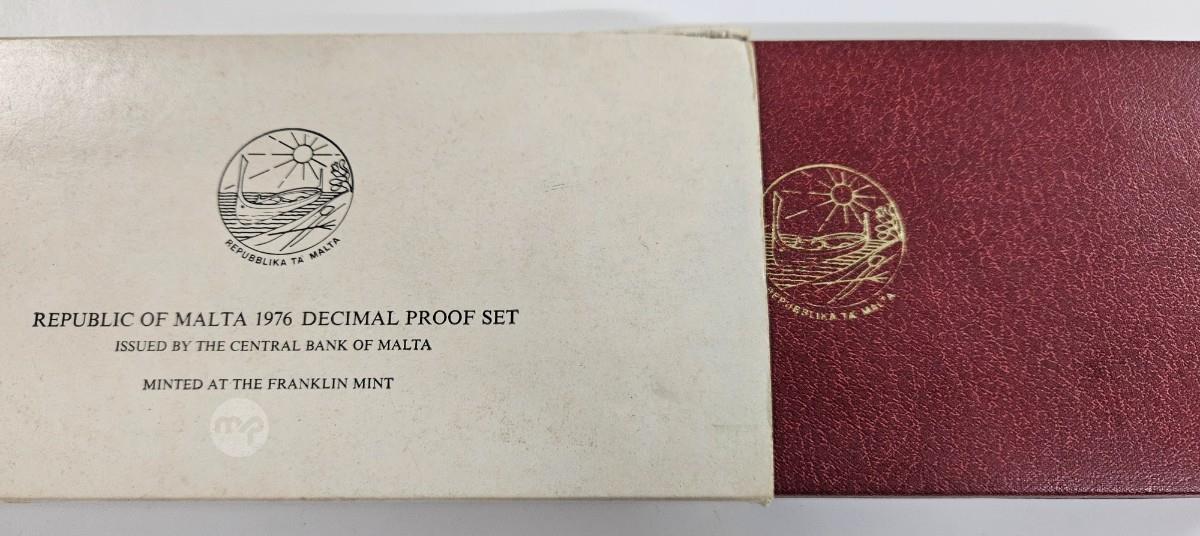 REPUBBLIKA TA' MALTA
REPUBLIC OF MALTA 1976 DECIMAL PROOF SET
ISSUED BY THE CENTRAL BANK OF MALTA
MINTED AT THE FRANKLIN MINT
mp
REPUBBLIKA TA' MALTA